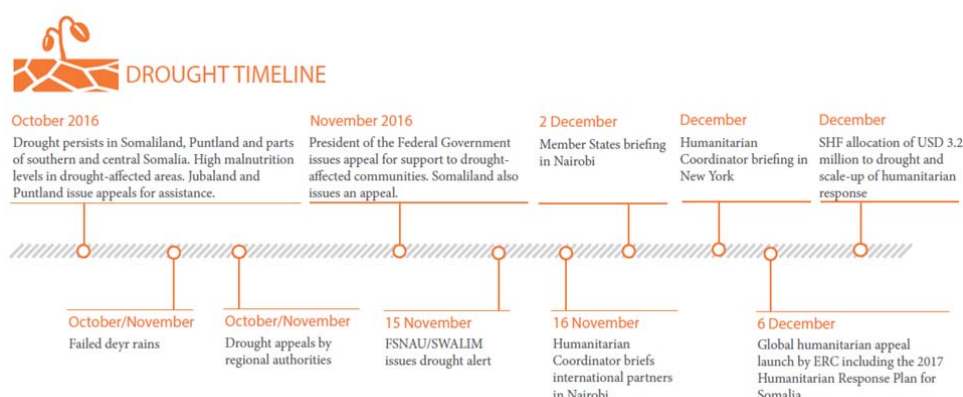 DROUGHT TIMELINE
October 2016
Drought persists in Somaliland, Puntland and parts
of southern and central Somalia. High malnutrition
levels in drought-affected areas. Jubaland and
Puntland issue appeals for assistance.
November 2016
President of the Federal Government
issues appeal for support to drought-
affected communities. Somaliland also
issues an appeal.
2 December
Member States briefing
in Nairobi
December
Humanitarian
Coordinator briefing in
New York
December
SHF allocation of USD 3.2
million to drought and
scale-up of humanitarian
response
October/November
Failed deyr rains
October/November
Drought appeals by
regional authorities
15 November
FSNAU/SWALIM
issues drought alert
16 November
Humanitarian
Coordinator briefs
international partners
in Nairobi
6 December
Global humanitarian appeal
launch by ERC including the 2017
Humanitarian Response Plan for
Somalia